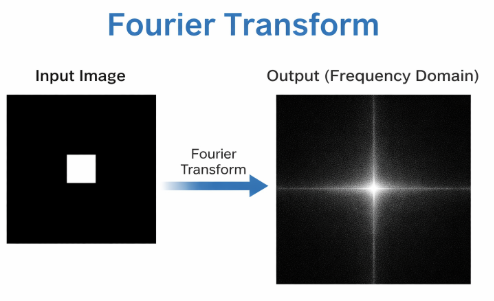 Fourier Transform
Input Image
Output (Frequency Domain)
Fourier
Transform